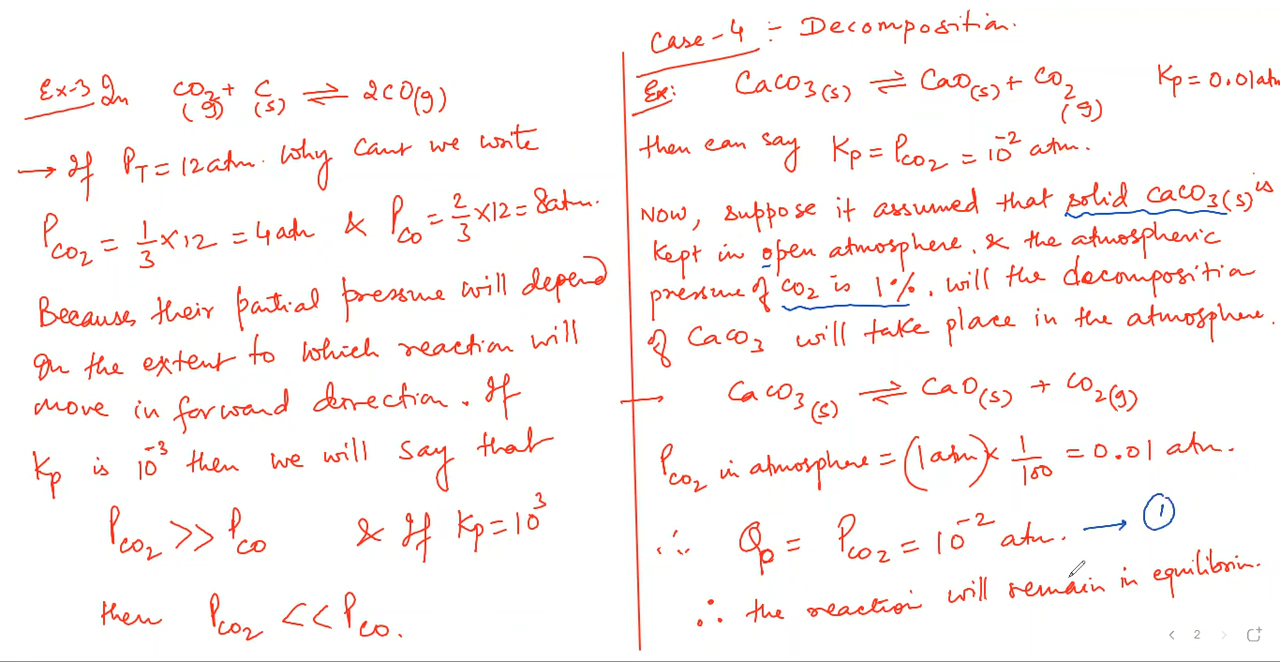 Ex-3 In CO2(g) + C(s) ⇌ 2CO(g)
→ If PT = 12 atm. Why can't we write
PCO2 = 1/3 × 12 = 4 atm & PCO = 2/3 × 12 = 8 atm.
Because their partial pressure will depend
on the extent to which reaction will
move in forward direction. If
Kp is 10^-3 then we will say that
PCO2 >> PCO & If Kp = 10^3
then PCO2 << PCO.
Case-4 :- Decomposition.
Ex: CaCO3(s) ⇌ CaO(s) + CO2(g) Kp = 0.01 atm
then can say Kp = PCO2 = 10^-2 atm.
Now, suppose it assumed that solid CaCO3(s) is
kept in open atmosphere. & the atmospheric
pressure of CO2 is 1%. will the decomposition
of CaCO3 will take place in the atmosphere.
→ CaCO3(s) ⇌ CaO(s) + CO2(g)
PCO2 in atmosphere = (1 atm) × 1/100 = 0.01 atm.
∴ Qp = PCO2 = 10^-2 atm. → 1
∴ the reaction will remain in equilibrim.
< 2 >